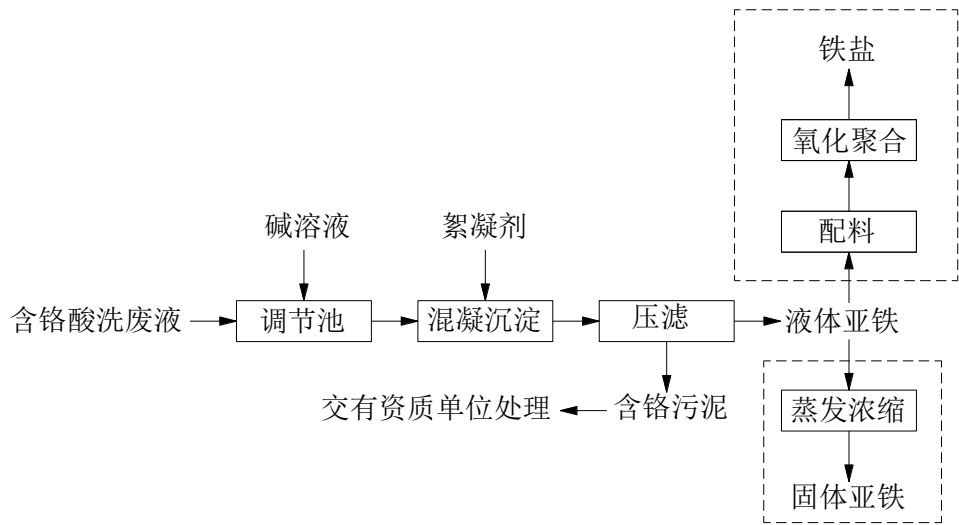 铁盐
氧化聚合
配料
碱溶液
絮凝剂
含铬酸洗废液
调节池
混凝沉淀
压滤
液体亚铁
交有资质单位处理
含铬污泥
蒸发浓缩
固体亚铁